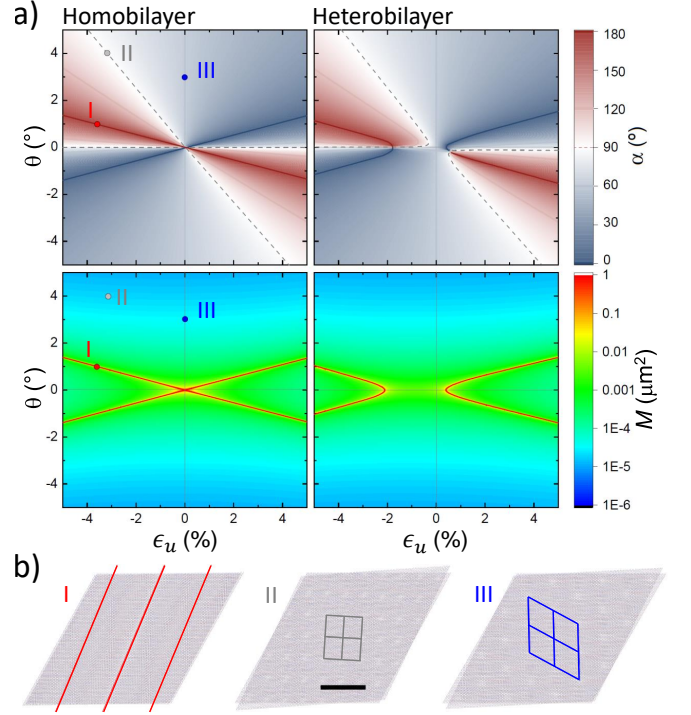 a) Homobilayer Heterobilayer
4 2 0 -2 -4
θ (°)
I II III
180 150 120 90 60 30 0
α (°)
4 2 0 -2 -4
θ (°)
I II III
-4 -2 0 2 4
-4 -2 0 2 4
ϵu (%) ϵu (%)
1 0.1 0.01 0.001 1E-4 1E-5 1E-6
M (μm²)
b)
I II III